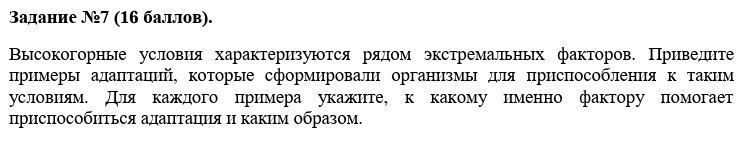 Задание №7 (16 баллов).
Высокогорные условия характеризуются рядом экстремальных факторов. Приведите
примеры адаптаций, которые сформировали организмы для приспособления к таким
условиям. Для каждого примера укажите, к какому именно фактору помогает
приспособиться адаптация и каким образом.